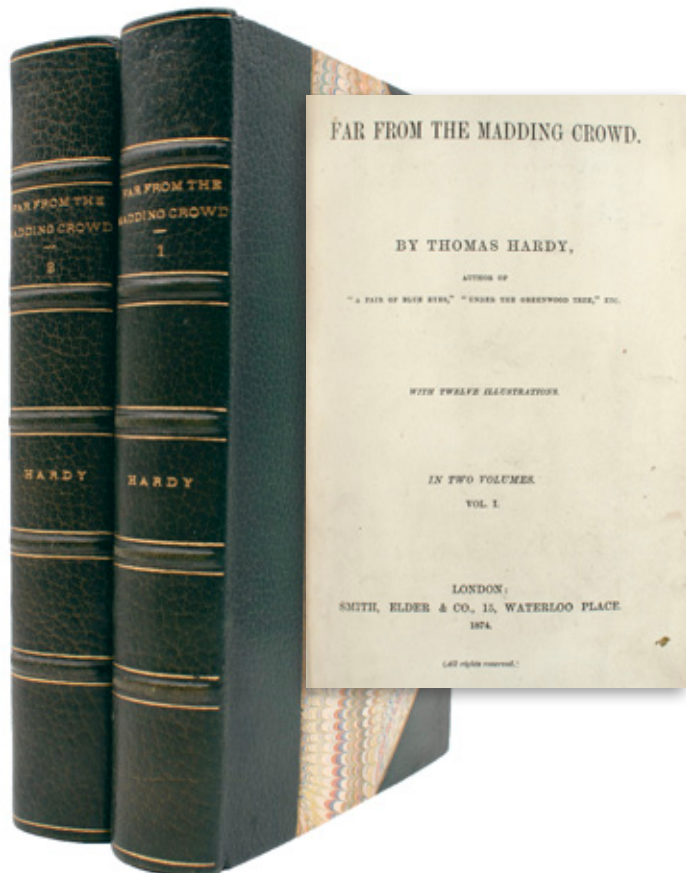 FAR FROM THE
MADDING CROWD
2
HARDY
FAR FROM THE
MADDING CROWD
1
HARDY
FAR FROM THE MADDING CROWD.
BY THOMAS HARDY,
AUTHOR OF
"A PAIR OF BLUE EYES," "UNDER THE GREENWOOD TREE," ETC.
WITH TWELVE ILLUSTRATIONS.
IN TWO VOLUMES.
VOL. I.
LONDON:
SMITH, ELDER & CO., 15, WATERLOO PLACE.
1874.
(All rights reserved.)